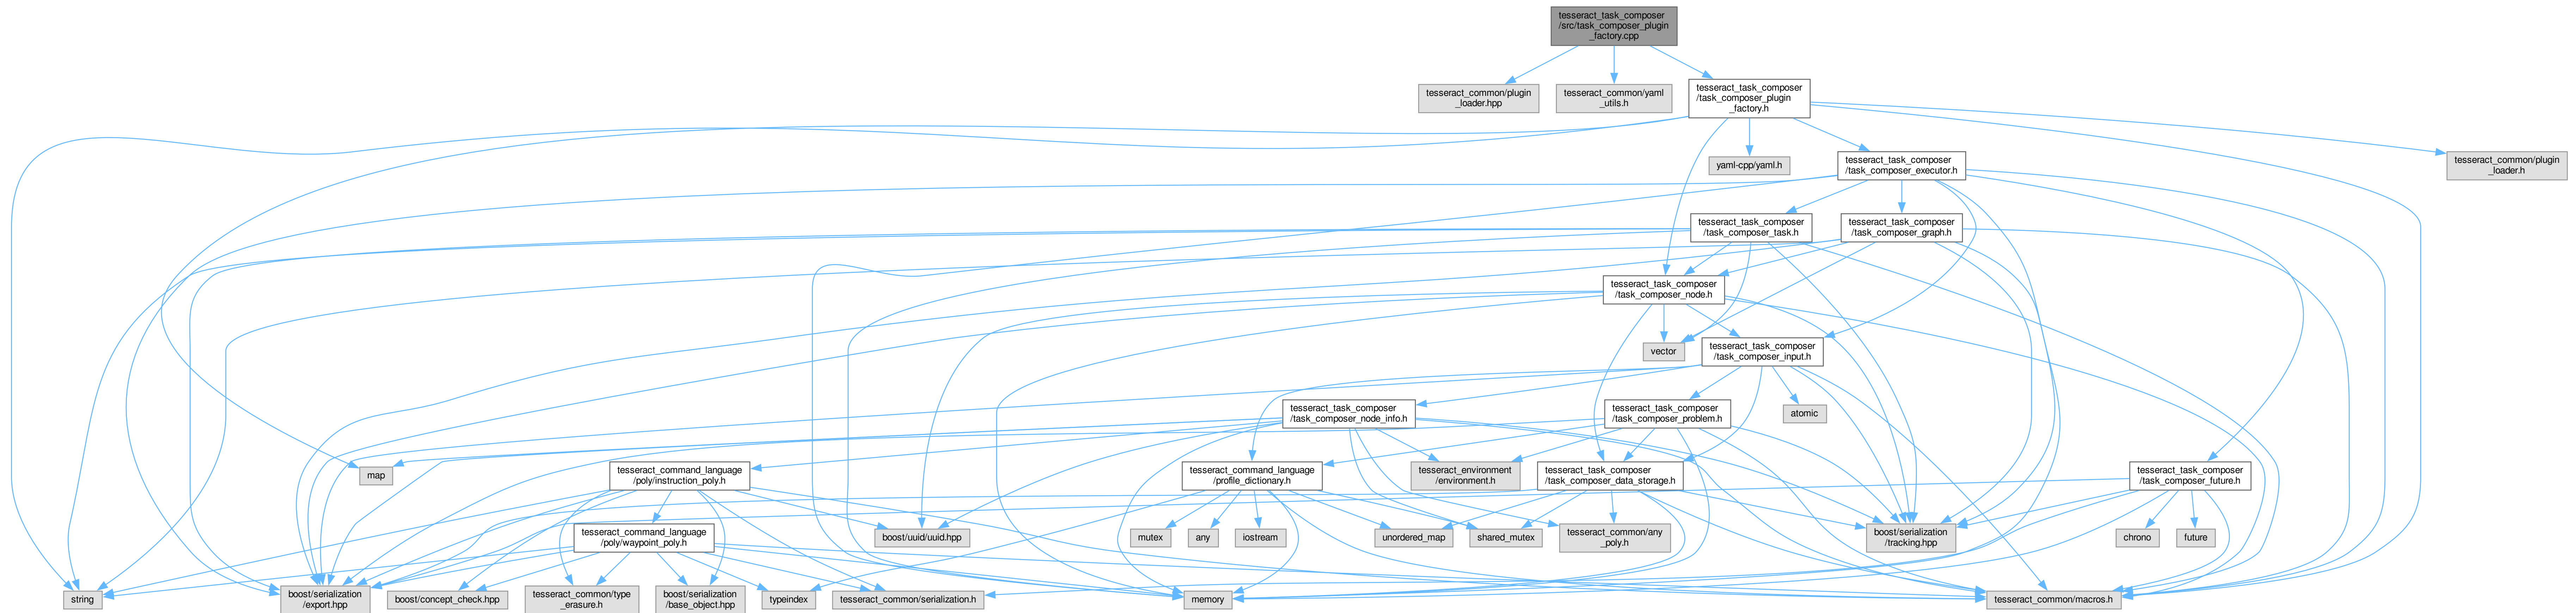 tesseract_task_composer
/src/task_composer_plugin
_factory.cpp
tesseract_common/plugin
_loader.hpp
tesseract_common/yaml
_utils.h
tesseract_task_composer
/task_composer_plugin
_factory.h
yaml-cpp/yaml.h
tesseract_task_composer
/task_composer_executor.h
tesseract_common/plugin
_loader.h
tesseract_task_composer
/task_composer_task.h
tesseract_task_composer
/task_composer_graph.h
tesseract_task_composer
/task_composer_node.h
vector
tesseract_task_composer
/task_composer_input.h
tesseract_task_composer
/task_composer_node_info.h
tesseract_task_composer
/task_composer_problem.h
atomic
map
tesseract_command_language
/poly/instruction_poly.h
tesseract_command_language
/profile_dictionary.h
tesseract_environment
/environment.h
tesseract_task_composer
/task_composer_data_storage.h
tesseract_task_composer
/task_composer_future.h
tesseract_command_language
/poly/waypoint_poly.h
boost/uuid/uuid.hpp
mutex
any
iostream
unordered_map
shared_mutex
tesseract_common/any
_poly.h
boost/serialization
/tracking.hpp
chrono
future
string
boost/serialization
/export.hpp
boost/concept_check.hpp
tesseract_common/type
_erasure.h
boost/serialization
/base_object.hpp
typeindex
tesseract_common/serialization.h
memory
tesseract_common/macros.h